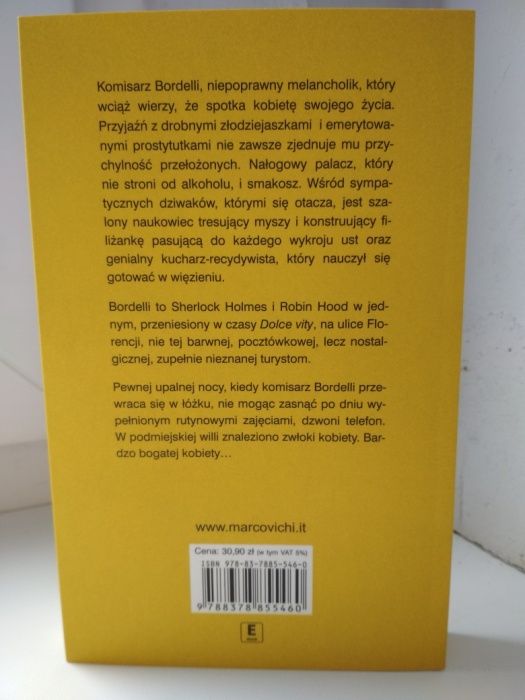 Komisarz Bordelli, niepoprawny melancholik, który
wciąż wierzy, że spotka kobietę swojego życia.
Przyjaźń z drobnymi złodziejaszkami i emerytowa-
nymi prostytutkami nie zawsze zjednuje mu przy-
chylność przełożonych. Nałogowy palacz, który
nie stroni od alkoholu, i smakosz. Wśród sympa-
tycznych dziwaków, którymi się otacza, jest sza-
lony naukowiec tresujący myszy i konstruujący fi-
liżankę pasującą do każdego wykroju ust oraz
genialny kucharz-recydywista, który nauczył się
gotować w więzieniu.
Bordelli to Sherlock Holmes i Robin Hood w jed-
nym, przeniesiony w czasy Dolce vity, na ulice Flo-
rencji, nie tej barwnej, pocztówkowej, lecz nostal-
gicznej, zupełnie nieznanej turystom.
Pewnej upalnej nocy, kiedy komisarz Bordelli prze-
wraca się w łóżku, nie mogąc zasnąć po dniu wy-
pełnionym rutynowymi zajęciami, dzwoni telefon.
W podmiejskiej willi znaleziono zwłoki kobiety. Bar-
dzo bogatej kobiety...
www.marcovichi.it
Cena: 30,90 zł (w tym VAT 5%)
ISBN 978-83-7885-546-0
9788378855460
E